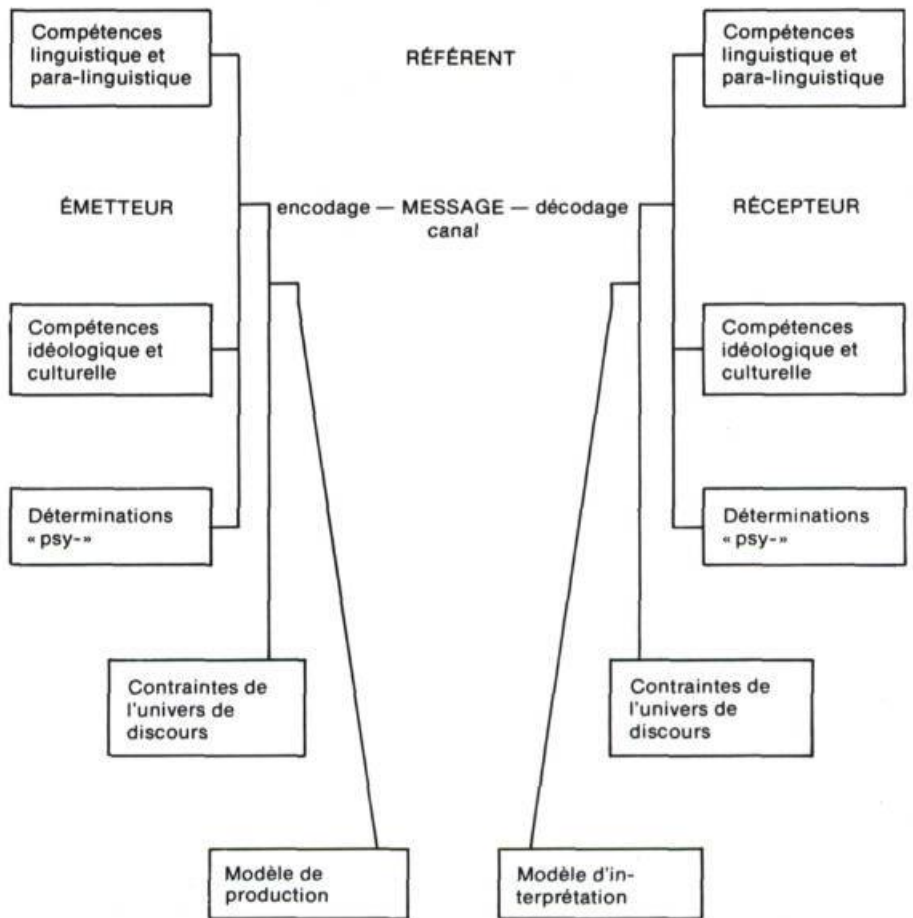 Compétences
linguistique et
para-linguistique
RÉFÉRENT
Compétences
linguistique et
para-linguistique
ÉMETTEUR
encodage — MESSAGE — décodage
canal
RÉCEPTEUR
Compétences
idéologique et
culturelle
Compétences
idéologique et
culturelle
Déterminations
« psy-»
Déterminations
« psy-»
Contraintes de
l'univers de
discours
Contraintes de
l'univers de
discours
Modèle de
production
Modèle d'in-
terprétation